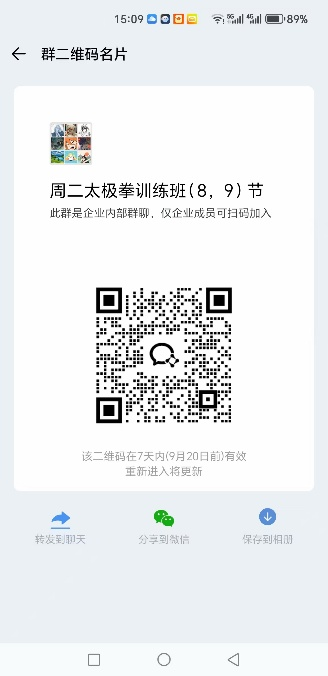 15:09 5G 4G 89%
群二维码名片
周二太极拳训练班(8，9) 节
此群是企业内部群聊，仅企业成员可扫码加入
该二维码在7天内(9月20日前)有效
重新进入将更新
转发到聊天 分享到微信 保存到相册